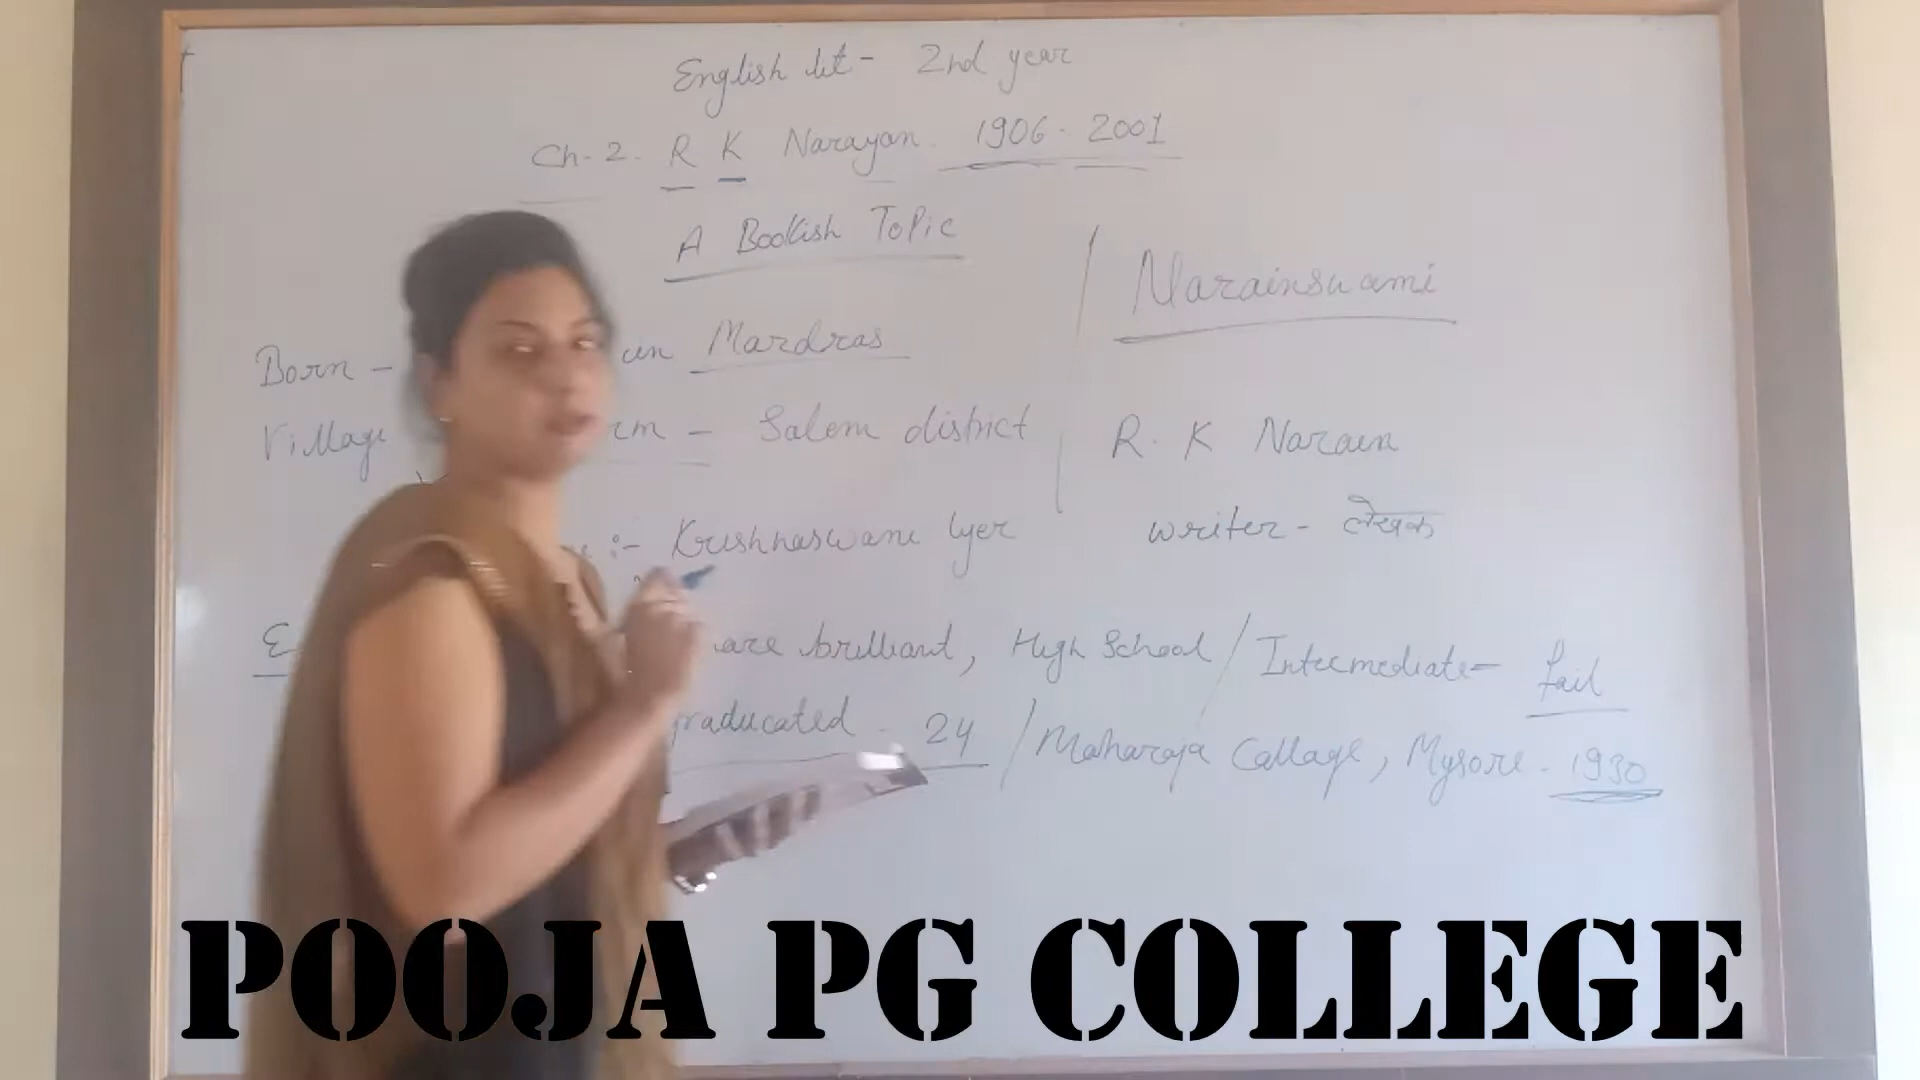 English lit - 2nd year
Ch-2. R K Narayan. 1906 - 2001
A Bookish Topic
Narainswami
Born - in Mardras
Village - Salem district
R. K Narain
:- Krishnaswami Iyer
writer - लेखक
are brilliant, High School / Intermediate - fail
graducated - 24 / Maharaja Collage, Mysore - 1930
POOJA PG COLLEGE